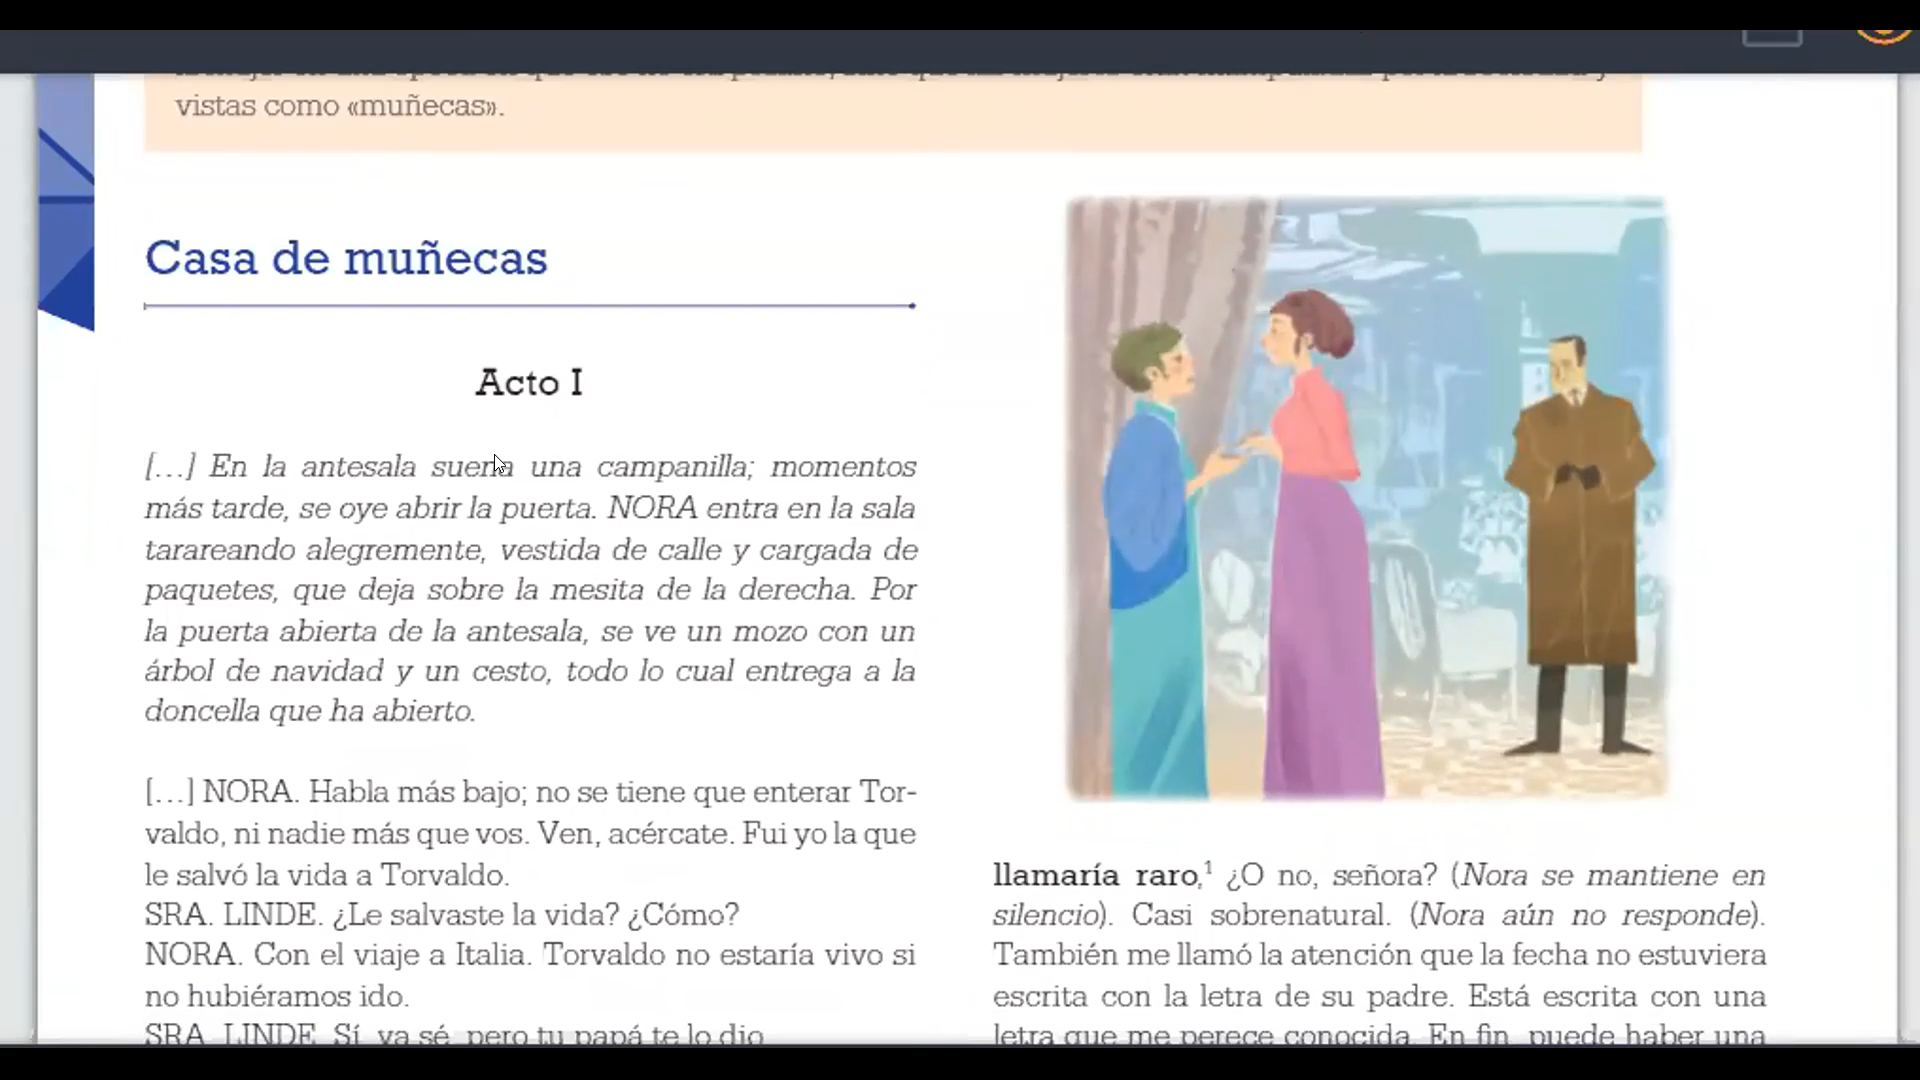 vistas como «muñecas».
Casa de muñecas
Acto I
[...] En la antesala suena una campanilla; momentos
más tarde, se oye abrir la puerta. NORA entra en la sala
tarareando alegremente, vestida de calle y cargada de
paquetes, que deja sobre la mesita de la derecha. Por
la puerta abierta de la antesala, se ve un mozo con un
árbol de navidad y un cesto, todo lo cual entrega a la
doncella que ha abierto.
[...] NORA. Habla más bajo; no se tiene que enterar Tor-
valdo, ni nadie más que vos. Ven, acércate. Fui yo la que
le salvó la vida a Torvaldo.
SRA. LINDE. ¿Le salvaste la vida? ¿Cómo?
NORA. Con el viaje a Italia. Torvaldo no estaría vivo si
no hubiéramos ido.
SRA. LINDE. Sí, ya sé, pero tu papá te lo dio
llamaría raro,¹ ¿O no, señora? (Nora se mantiene en
silencio). Casi sobrenatural. (Nora aún no responde).
También me llamó la atención que la fecha no estuviera
escrita con la letra de su padre. Está escrita con una
letra que me perece conocida. En fin, puede haber una